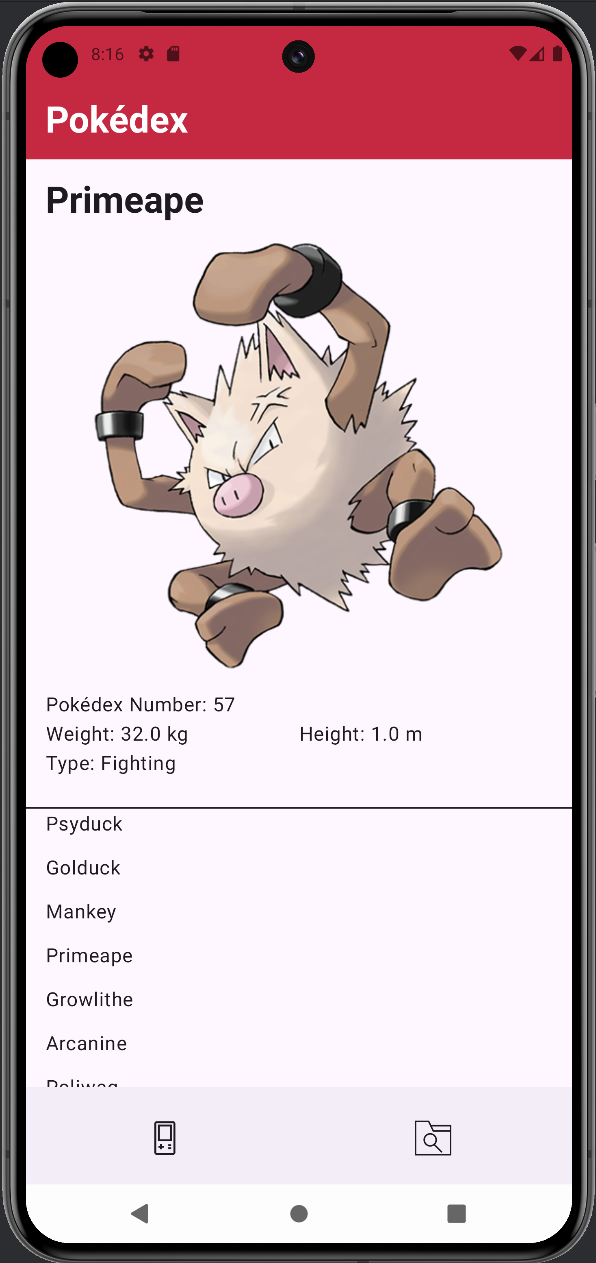 8:16
Pokédex
Primeape
Pokédex Number: 57
Weight: 32.0 kg Height: 1.0 m
Type: Fighting
Psyduck
Golduck
Mankey
Primeape
Growlithe
Arcanine
Poliwag